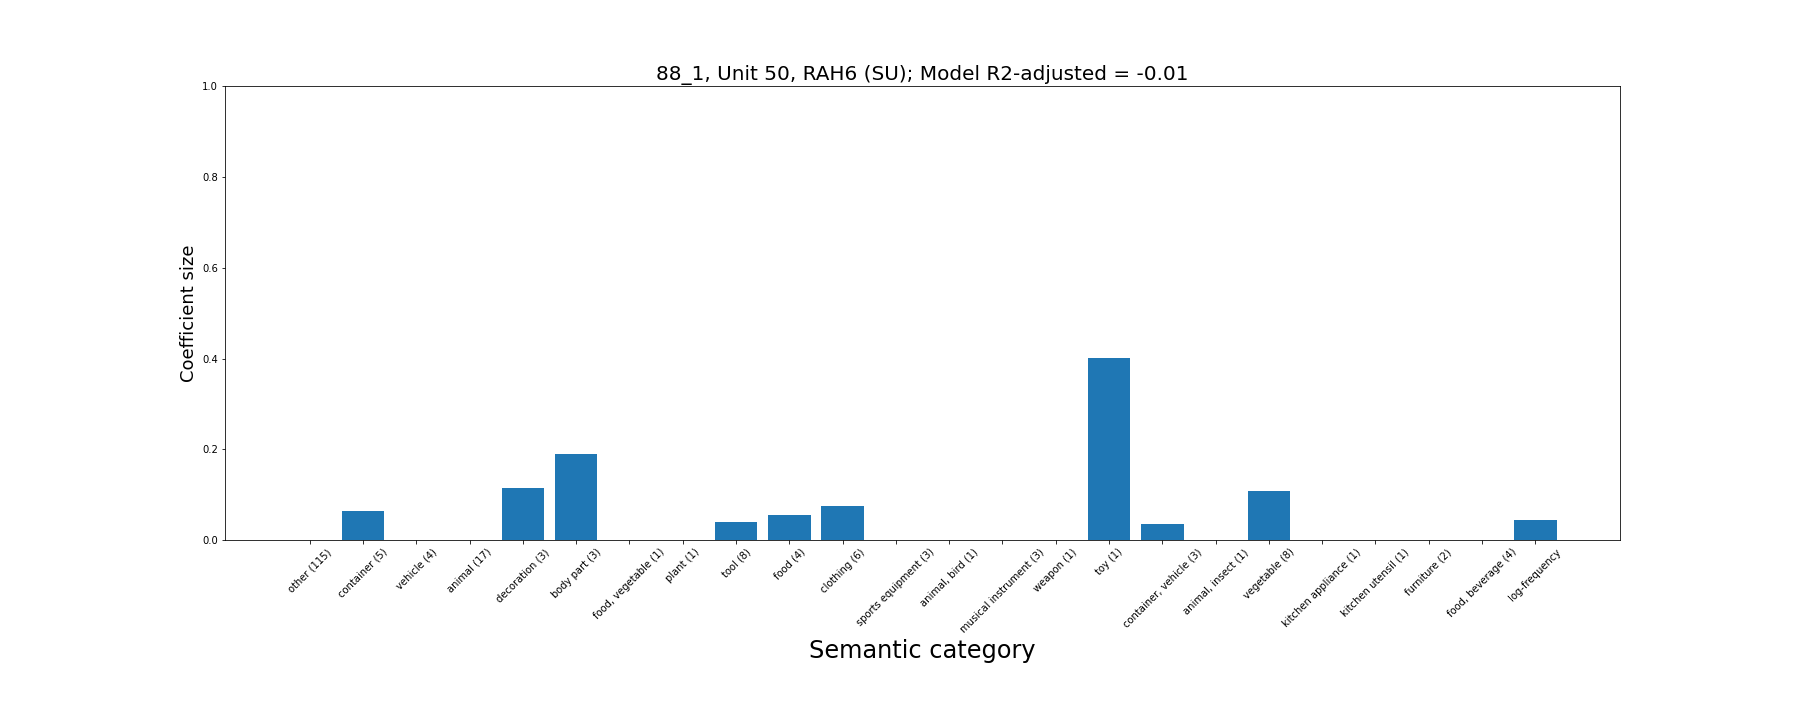 88_1, Unit 50, RAH6 (SU); Model R2-adjusted = -0.01
Coefficient size
1.0
0.8
0.6
0.4
0.2
0.0
other (115)
container (5)
vehicle (4)
animal (17)
decoration (3)
body part (3)
food, vegetable (1)
plant (1)
tool (8)
food (4)
clothing (6)
sports equipment (3)
animal, bird (1)
musical instrument (3)
weapon (1)
toy (1)
container, vehicle (3)
animal, insect (1)
vegetable (8)
kitchen appliance (1)
kitchen utensil (1)
furniture (2)
food, beverage (4)
log-frequency
Semantic category